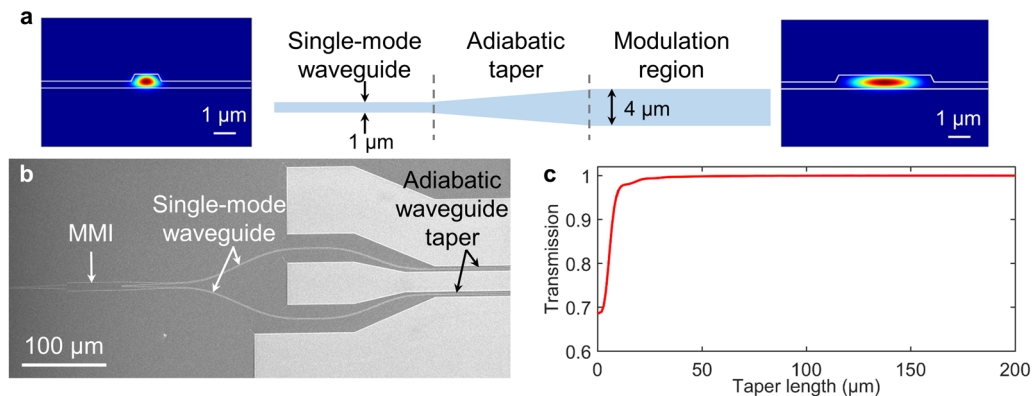 a
1 µm
Single-mode
waveguide
Adiabatic
taper
Modulation
region
1 µm
4 µm
1 µm
b
MMI
Single-mode
waveguide
Adiabatic
waveguide
taper
100 µm
c
Transmission
1
0.9
0.8
0.7
0.6
0
50
100
150
200
Taper length (µm)